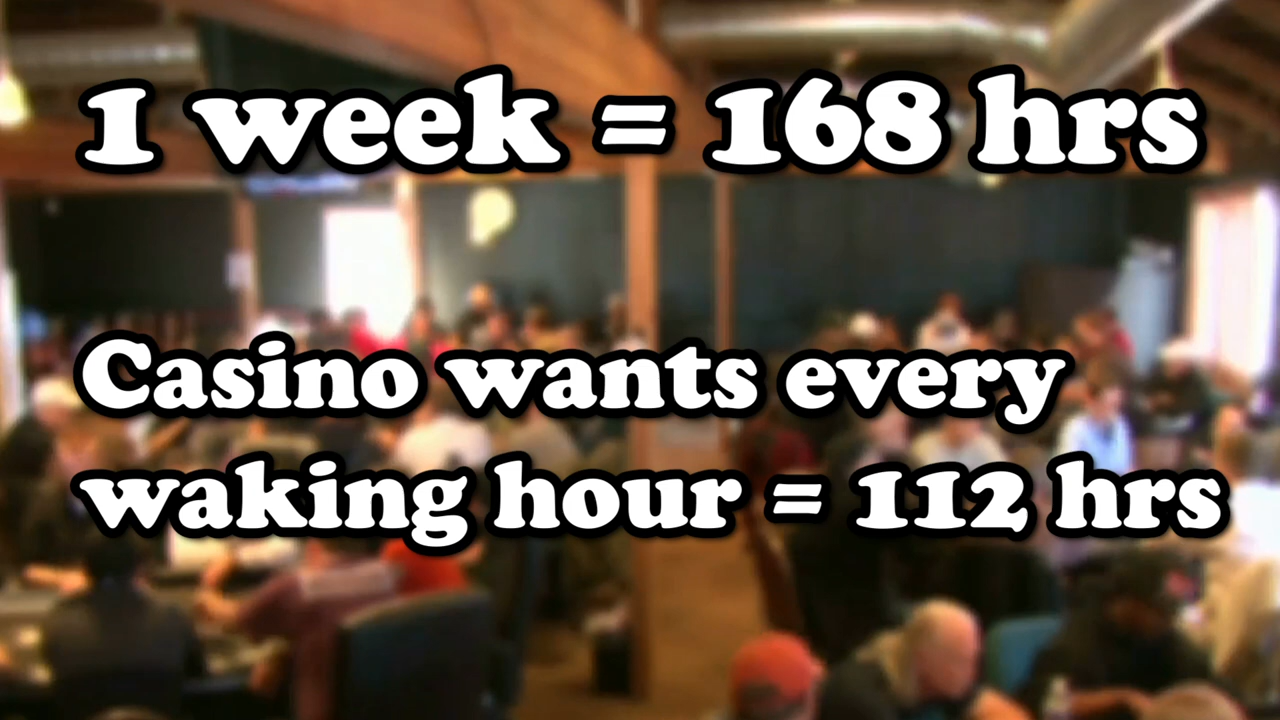 1 week = 168 hrs
Casino wants every
waking hour = 112 hrs